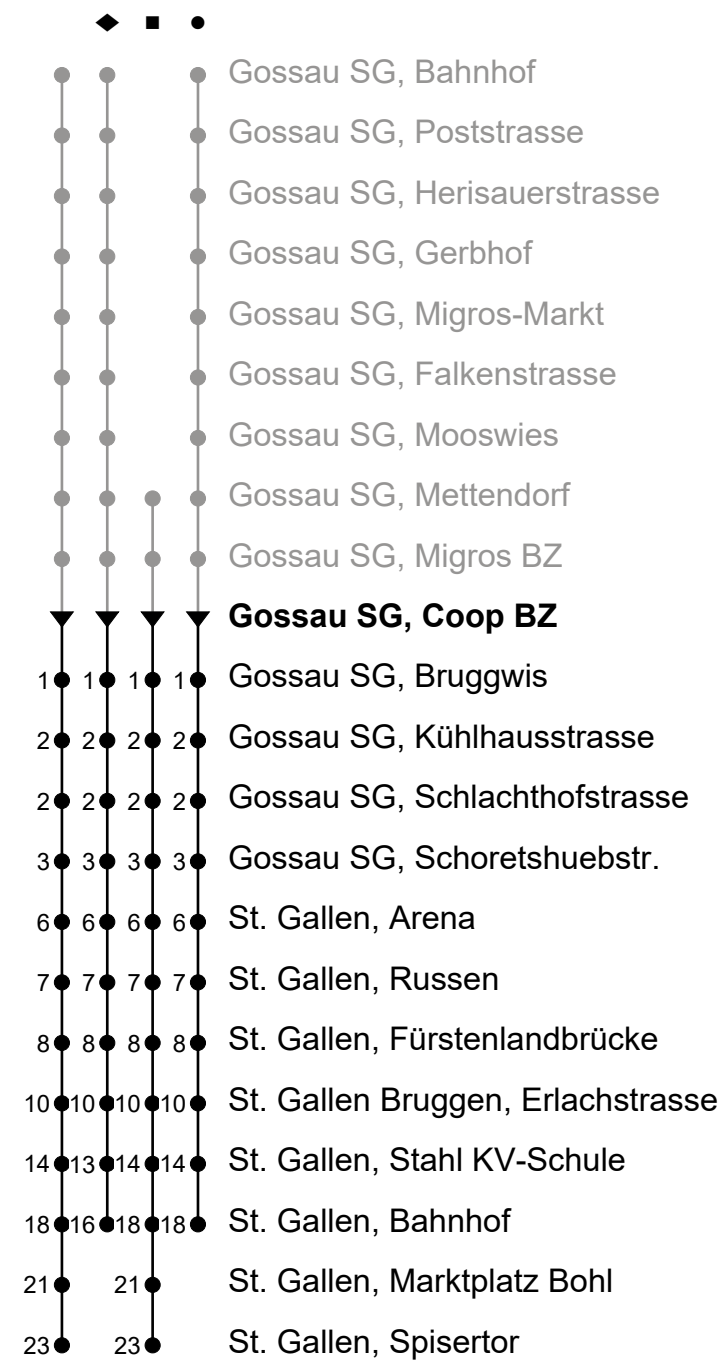 Gossau SG, Bahnhof
Gossau SG, Poststrasse
Gossau SG, Herisauerstrasse
Gossau SG, Gerbhof
Gossau SG, Migros-Markt
Gossau SG, Falkenstrasse
Gossau SG, Mooswies
Gossau SG, Mettendorf
Gossau SG, Migros BZ
Gossau SG, Coop BZ
1 1 1 1 Gossau SG, Bruggwis
2 2 2 2 Gossau SG, Kühlhausstrasse
2 2 2 2 Gossau SG, Schlachthofstrasse
3 3 3 3 Gossau SG, Schoretshuebstr.
6 6 6 6 St. Gallen, Arena
7 7 7 7 St. Gallen, Russen
8 8 8 8 St. Gallen, Fürstenlandbrücke
10 10 10 10 St. Gallen Bruggen, Erlachstrasse
14 13 14 14 St. Gallen, Stahl KV-Schule
18 16 18 18 St. Gallen, Bahnhof
21 21 St. Gallen, Marktplatz Bohl
23 23 St. Gallen, Spisertor